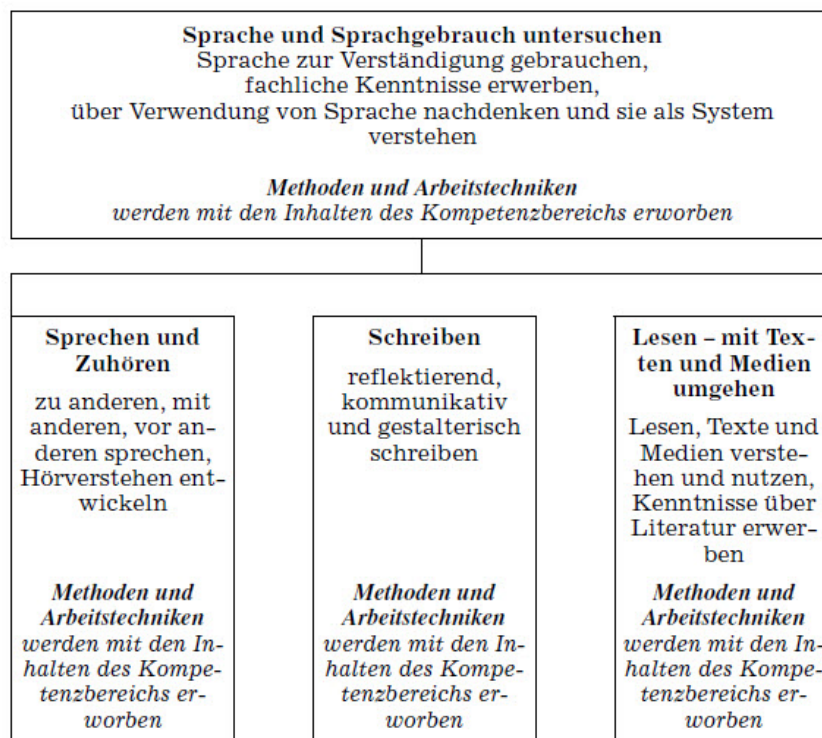 Sprache und Sprachgebrauch untersuchen
Sprache zur Verständigung gebrauchen,
fachliche Kenntnisse erwerben,
über Verwendung von Sprache nachdenken und sie als System
verstehen
Methoden und Arbeitstechniken
werden mit den Inhalten des Kompetenzbereichs erworben
Sprechen und
Zuhören
zu anderen, mit
anderen, vor an-
deren sprechen,
Hörverstehen ent-
wickeln
Methoden und
Arbeitstechniken
werden mit den In-
halten des Kompe-
tenzbereichs er-
worben
Schreiben
reflektierend,
kommunikativ
und gestalterisch
schreiben
Methoden und
Arbeitstechniken
werden mit den In-
halten des Kompe-
tenzbereichs er-
worben
Lesen – mit Tex-
ten und Medien
umgehen
Lesen, Texte und
Medien verste-
hen und nutzen,
Kenntnisse über
Literatur erwer-
ben
Methoden und
Arbeitstechniken
werden mit den In-
halten des Kompe-
tenzbereichs er-
worben